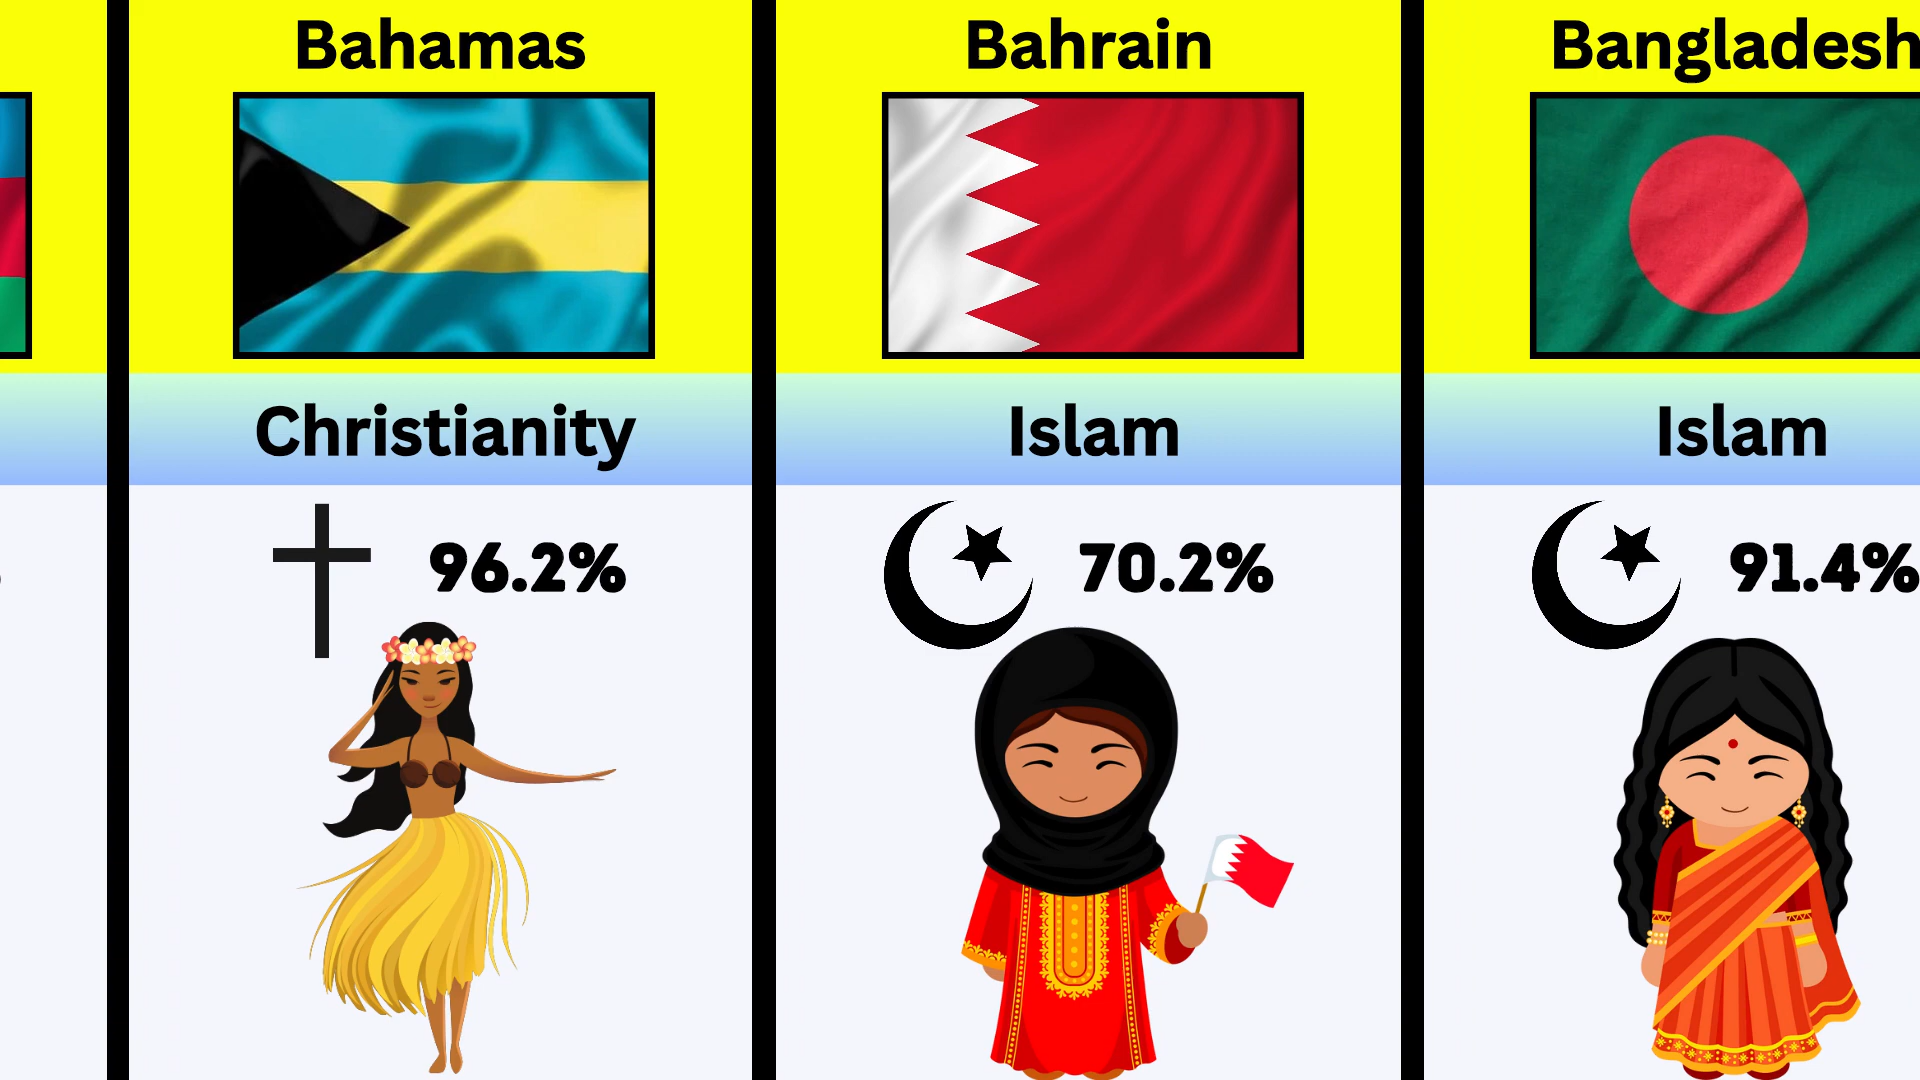 Bahamas
Christianity
96.2%
Bahrain
Islam
70.2%
Bangladesh
Islam
91.4%